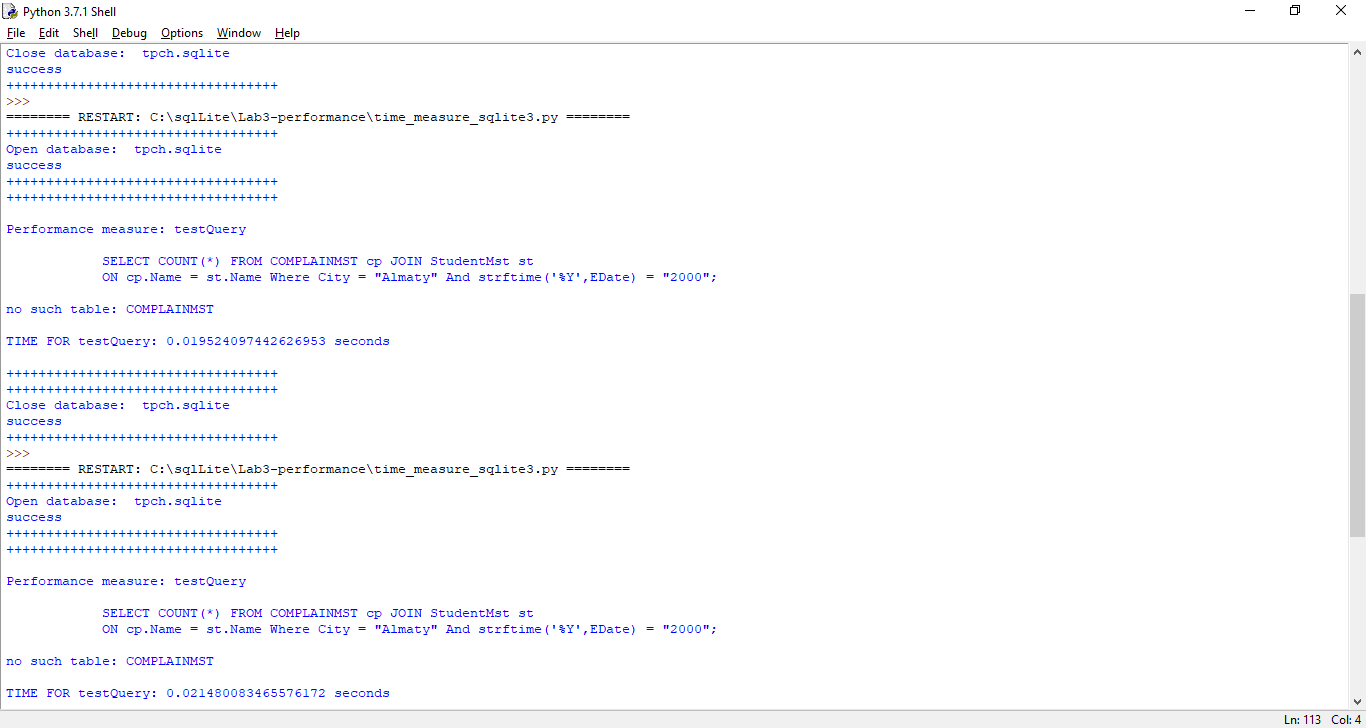 Python 3.7.1 Shell
File Edit Shell Debug Options Window Help
Close database:  tpch.sqlite
success
++++++++++++++++++++++++++++++++++
>>>
======== RESTART: C:\sqlLite\Lab3-performance\time_measure_sqlite3.py ========
++++++++++++++++++++++++++++++++++
Open database:  tpch.sqlite
success
++++++++++++++++++++++++++++++++++
++++++++++++++++++++++++++++++++++
Performance measure: testQuery
SELECT COUNT(*) FROM COMPLAINMST cp JOIN StudentMst st
ON cp.Name = st.Name Where City = "Almaty" And strftime('%Y',EDate) = "2000";
no such table: COMPLAINMST
TIME FOR testQuery: 0.019524097442626953 seconds
++++++++++++++++++++++++++++++++++
++++++++++++++++++++++++++++++++++
Close database:  tpch.sqlite
success
++++++++++++++++++++++++++++++++++
>>>
======== RESTART: C:\sqlLite\Lab3-performance\time_measure_sqlite3.py ========
++++++++++++++++++++++++++++++++++
Open database:  tpch.sqlite
success
++++++++++++++++++++++++++++++++++
++++++++++++++++++++++++++++++++++
Performance measure: testQuery
SELECT COUNT(*) FROM COMPLAINMST cp JOIN StudentMst st
ON cp.Name = st.Name Where City = "Almaty" And strftime('%Y',EDate) = "2000";
no such table: COMPLAINMST
TIME FOR testQuery: 0.021480083465576172 seconds
Ln: 113 Col: 4